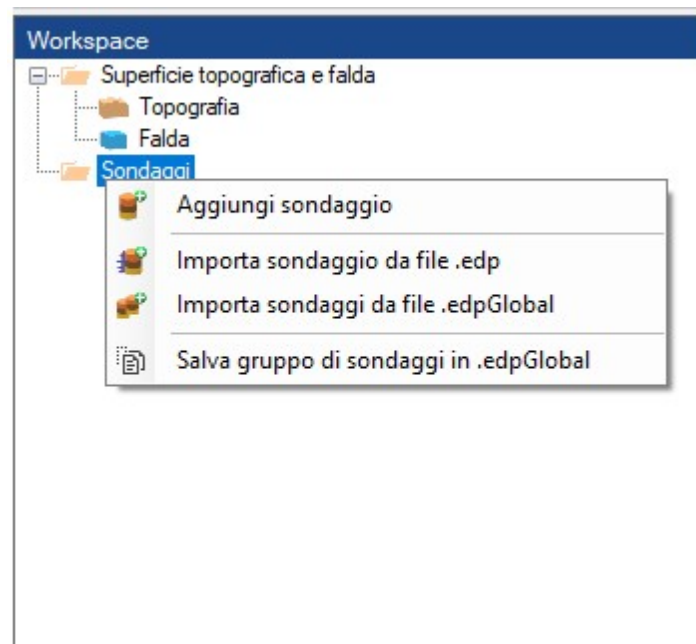 Workspace
Superficie topografica e falda
Topografia
Falda
Sondaggi
Aggiungi sondaggio
Importa sondaggio da file .edp
Importa sondaggi da file .edpGlobal
Salva gruppo di sondaggi in .edpGlobal